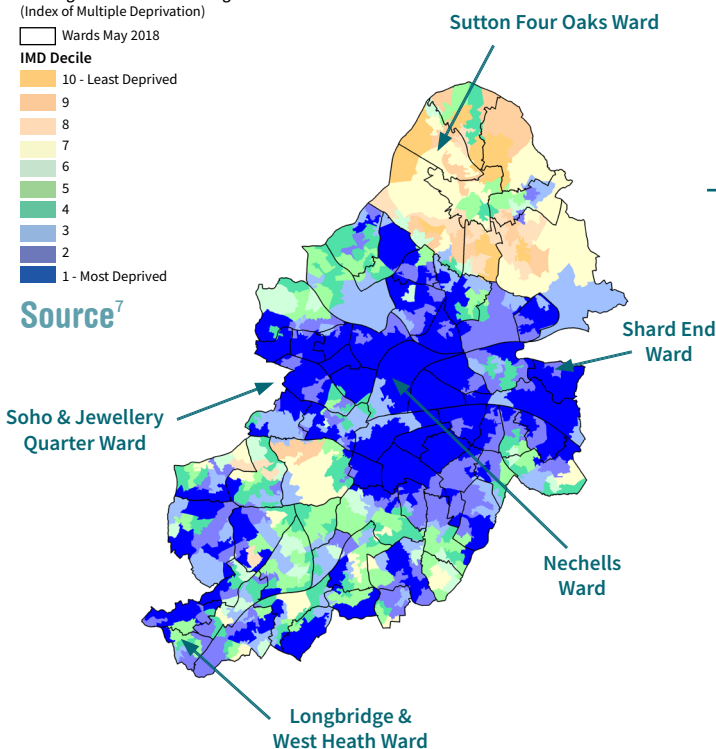 (Index of Multiple Deprivation)
Wards May 2018
IMD Decile
10 - Least Deprived
9
8
7
6
5
4
3
2
1 - Most Deprived
Source7
Sutton Four Oaks Ward
Shard End
Ward
Soho & Jewellery
Quarter Ward
Nechells
Ward
Longbridge &
West Heath Ward